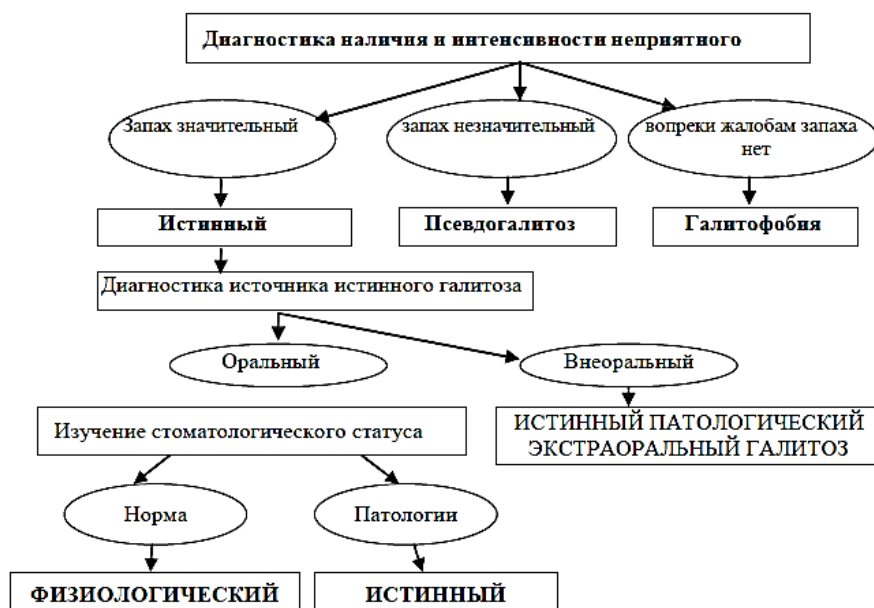 Диагностика наличия и интенсивности неприятного
Запах значительный
запах незначительный
вопреки жалобам запаха
нет
Истинный
Псевдогалитоз
Галитофобия
Диагностика источника истинного галитоза
Оральный
Внеоральный
ИСТИННЫЙ ПАТОЛОГИЧЕСКИЙ
ЭКСТРАОРАЛЬНЫЙ ГАЛИТОЗ
Изучение стоматологического статуса
Норма
Патологии
ФИЗИОЛОГИЧЕСКИЙ
ИСТИННЫЙ